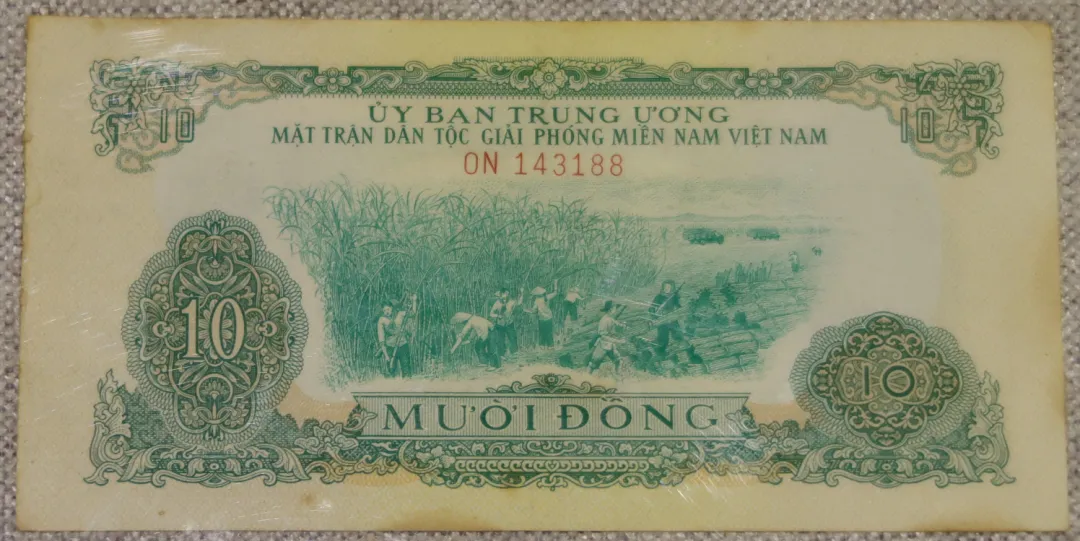 10
10
ỦY BAN TRUNG ƯƠNG
MẶT TRẬN DÂN TỘC GIẢI PHÓNG MIỀN NAM VIỆT NAM
ON 143188
10
10
MƯỜI ĐỒNG